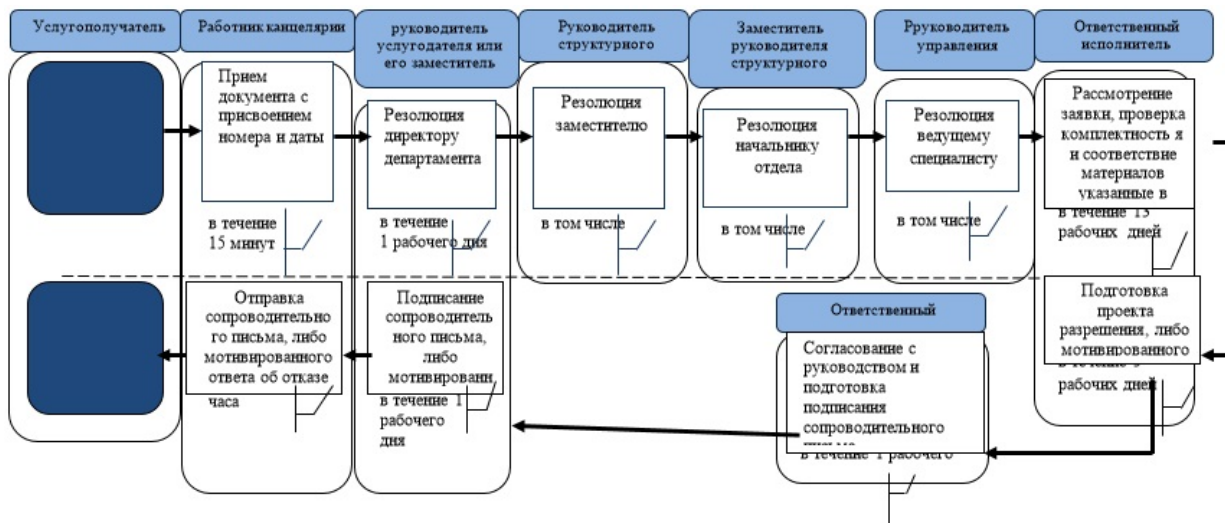 Услугополучатель
Работник канцелярии
руководитель
услугодателя или
его заместитель
Руководитель
структурного
Заместитель
руководителя
структурного
Рруководитель
управления
Ответственный
исполнитель
Прием
документа с
присвоением
номера и даты
в течение
15 минут
Резолюция
директору
департамента
в течение
1 рабочего дня
Резолюция
заместителю
в том числе
Резолюция
начальнику
отдела
в том числе
Резолюция
ведущему
специалисту
в том числе
Рассмотрение
заявки, проверка
комплектность я
и соответствие
материалов
указанные в
в течение 13
рабочих дней
Отправка
сопроводительно
го письма, либо
мотивированного
ответа об отказе
часа
Подписание
сопроводитель
ного письма,
либо
мотивированн
в течение 1
рабочего
дня
Ответственный
Согласование с
руководством и
подготовка
подписания
сопроводительного
в течение 1 рабочего
Подготовка
проекта
разрешения, либо
мотивированного
в течение
рабочих дней